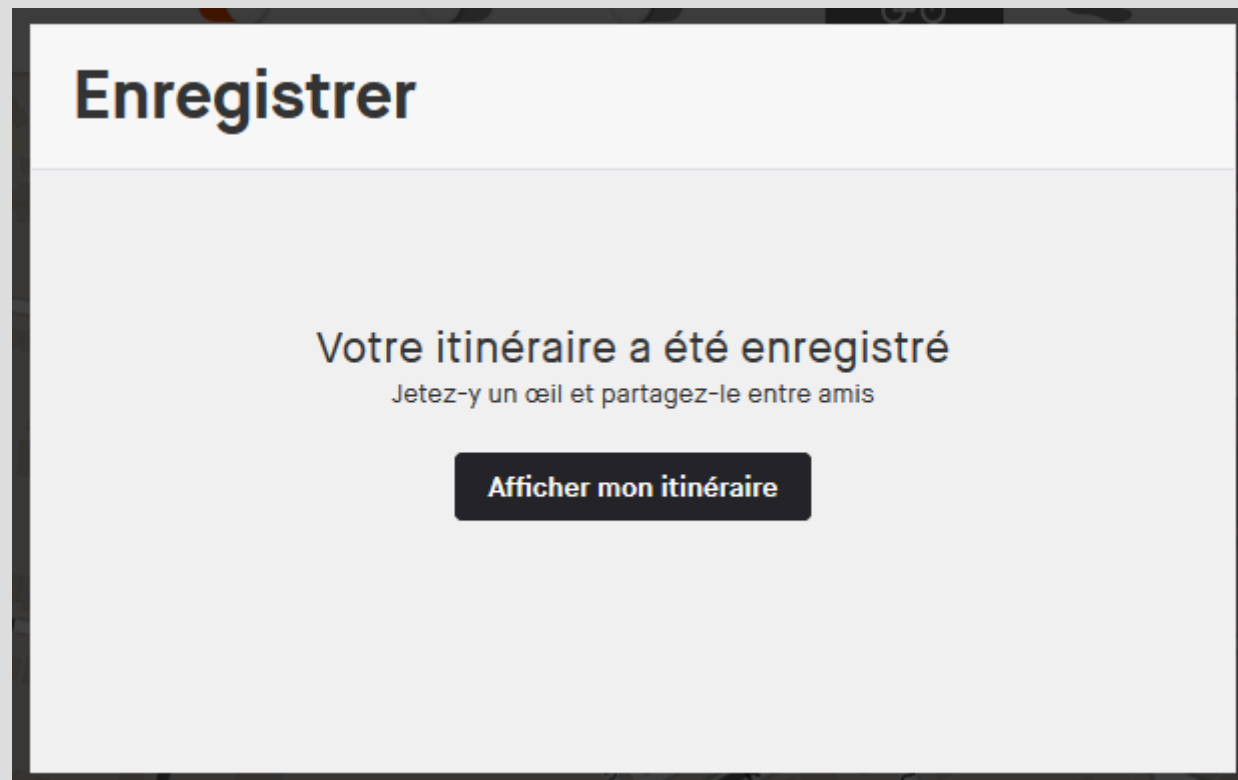 Enregistrer
Votre itinéraire a été enregistré
Jetez-y un œil et partagez-le entre amis
Afficher mon itinéraire